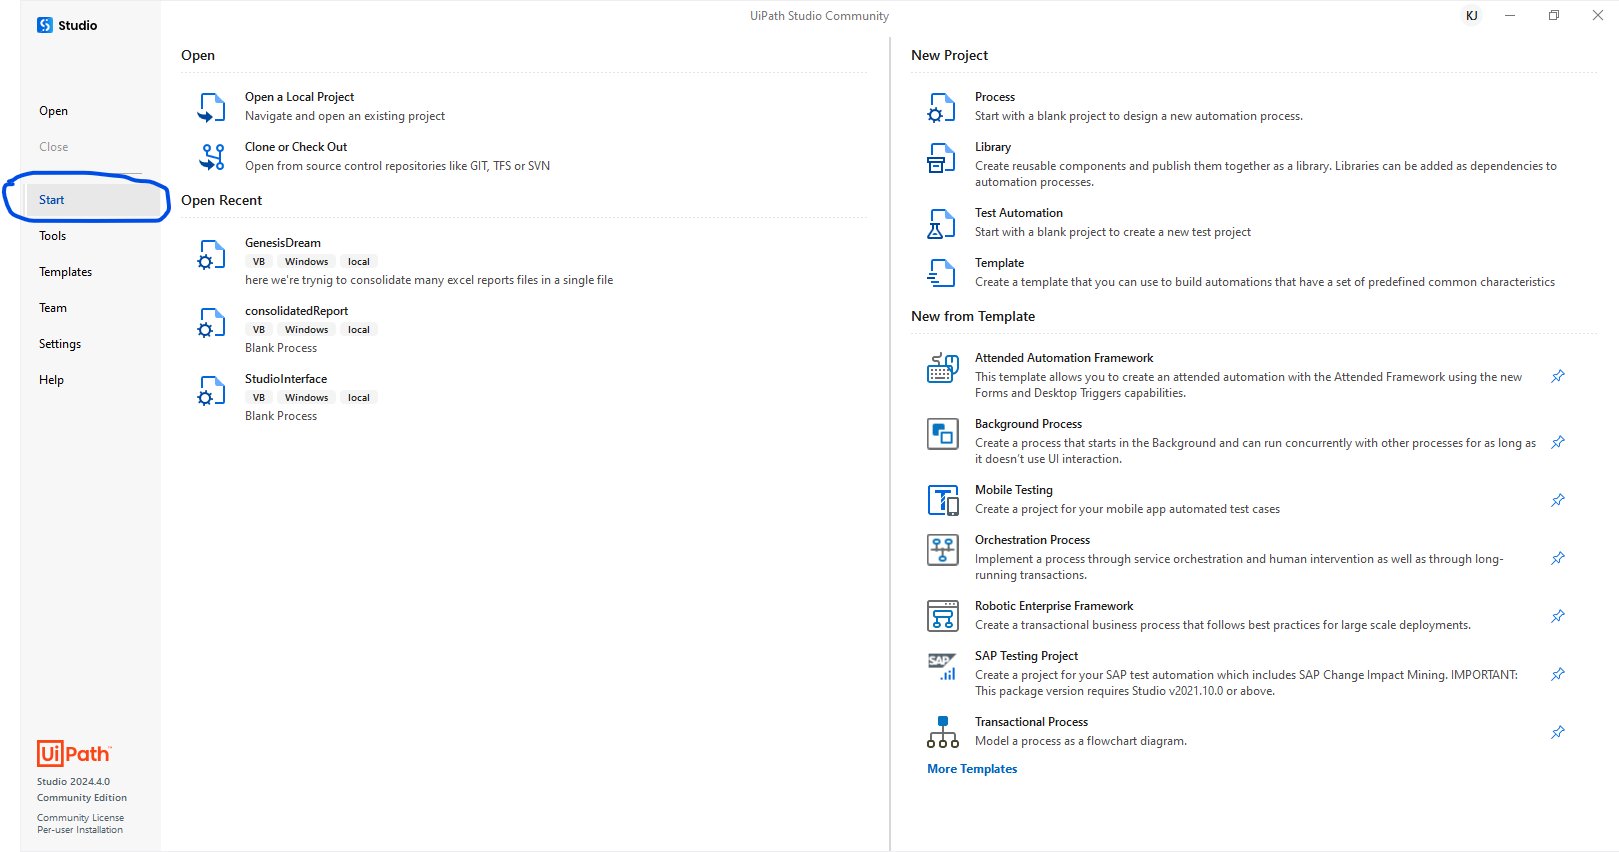 Studio
UiPath Studio Community
KJ
Open
Close
Start
Tools
Templates
Team
Settings
Help
UiPath™
Studio 2024.4.0
Community Edition
Community License
Per-user Installation
Open
Open a Local Project
Navigate and open an existing project
Clone or Check Out
Open from source control repositories like GIT, TFS or SVN
Open Recent
GenesisDream
VB Windows local
here we're trynig to consolidate many excel reports files in a single file
consolidatedReport
VB Windows local
Blank Process
StudioInterface
VB Windows local
Blank Process
New Project
Process
Start with a blank project to design a new automation process.
Library
Create reusable components and publish them together as a library. Libraries can be added as dependencies to
automation processes.
Test Automation
Start with a blank project to create a new test project
Template
Create a template that you can use to build automations that have a set of predefined common characteristics
New from Template
Attended Automation Framework
This template allows you to create an attended automation with the Attended Framework using the new
Forms and Desktop Triggers capabilities.
Background Process
Create a process that starts in the Background and can run concurrently with other processes for as long as
it doesn't use UI interaction.
Mobile Testing
Create a project for your mobile app automated test cases
Orchestration Process
Implement a process through service orchestration and human intervention as well as through long-
running transactions.
Robotic Enterprise Framework
Create a transactional business process that follows best practices for large scale deployments.
SAP
SAP Testing Project
Create a project for your SAP test automation which includes SAP Change Impact Mining. IMPORTANT:
This package version requires Studio v2021.10.0 or above.
Transactional Process
Model a process as a flowchart diagram.
More Templates